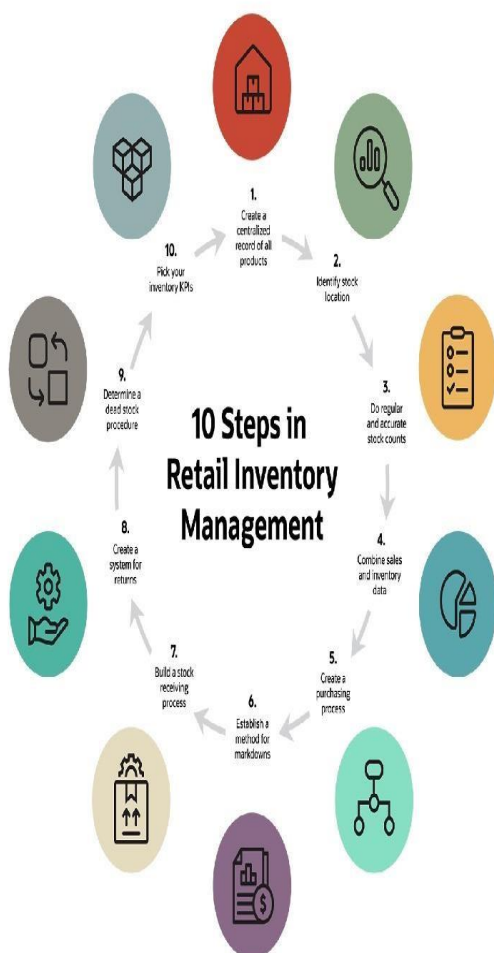 1.
Create a
centralized
record of all
products
2.
Identify stock
location
3.
Do regular
and accurate
stock counts
4.
Combine sales
and inventory
data
5.
Create a
purchasing
process
6.
Establish a
method for
markdowns
7.
Build a stock
receiving
process
8.
Create a
system for
returns
9.
Determine a
dead stock
procedure
10.
Pick your
inventory KPIs
10 Steps in
Retail Inventory
Management
$